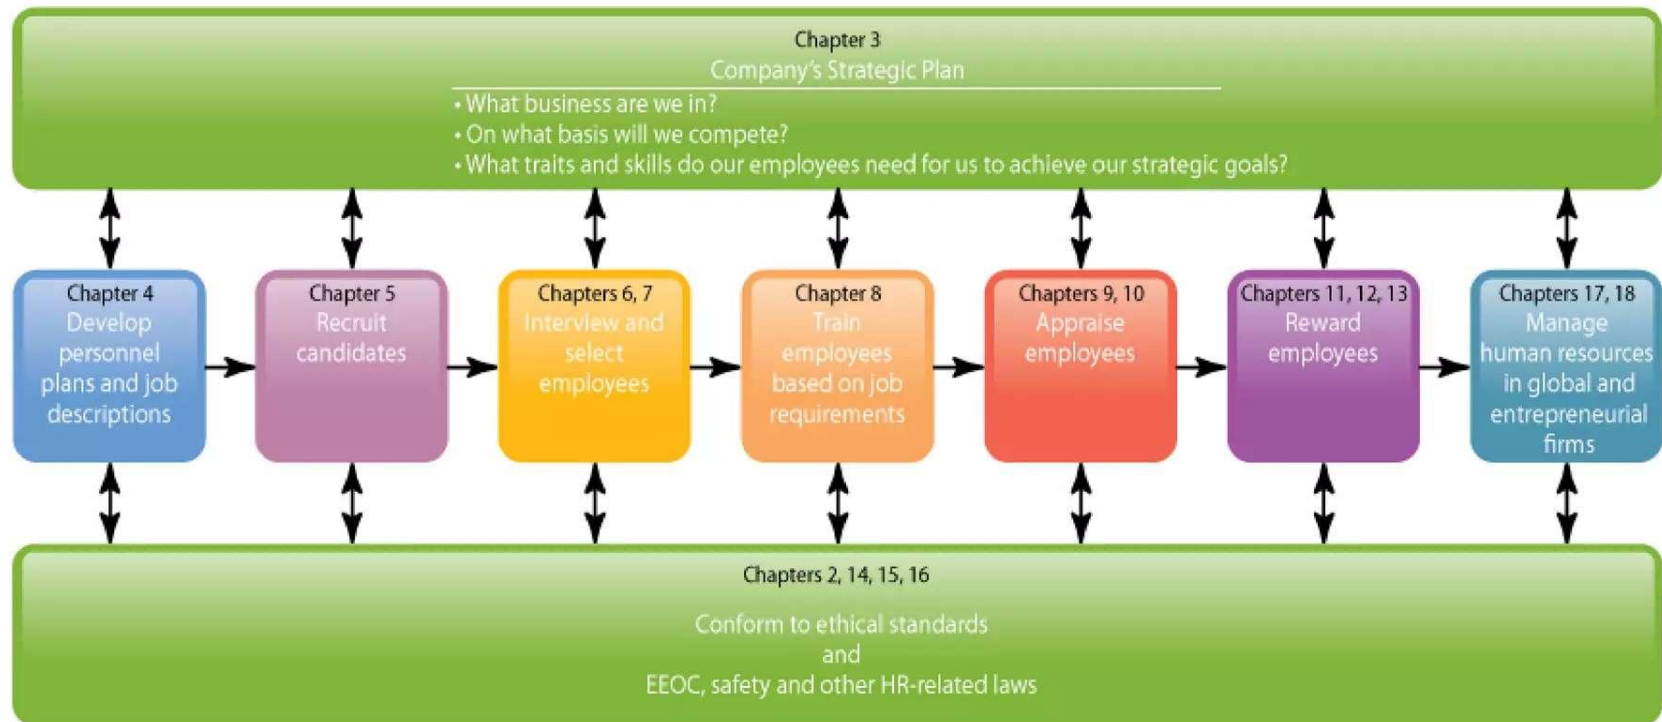 Chapter 3
Company's Strategic Plan
• What business are we in?
• On what basis will we compete?
• What traits and skills do our employees need for us to achieve our strategic goals?
Chapter 4
Develop
personnel
plans and job
descriptions
Chapter 5
Recruit
candidates
Chapters 6, 7
Interview and
select
employees
Chapter 8
Train
employees
based on job
requirements
Chapters 9, 10
Appraise
employees
Chapters 11, 12, 13
Reward
employees
Chapters 17, 18
Manage
human resources
in global and
entrepreneurial
firms
Chapters 2, 14, 15, 16
Conform to ethical standards
and
EEOC, safety and other HR-related laws